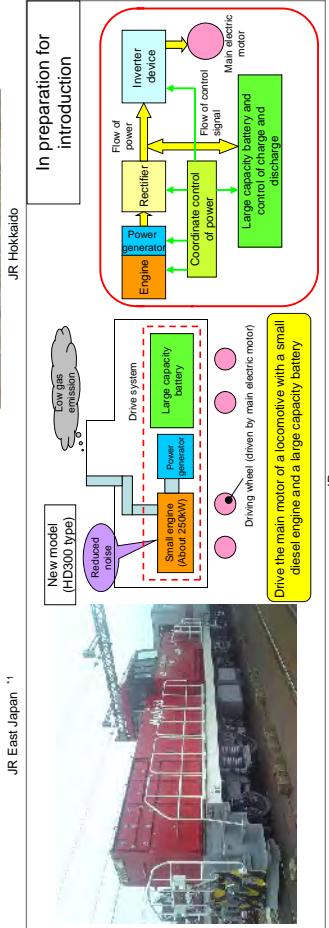 JR East Japan *1
JR Hokkaido
New model
(HD300 type)
Low gas
emission
Reduced
noise
Drive system
Small engine
(About 250kW)
Power
generator
Large capacity
battery
Driving wheel (driven by main electric motor)
Drive the main motor of a locomotive with a small
diesel engine and a large capacity battery
In preparation for
introduction
Engine
Power
generator
Rectifier
Flow of
power
Inverter
device
Main electric
motor
Coordinate control
of power
Flow of control
signal
Large capacity battery and
control of charge and
discharge